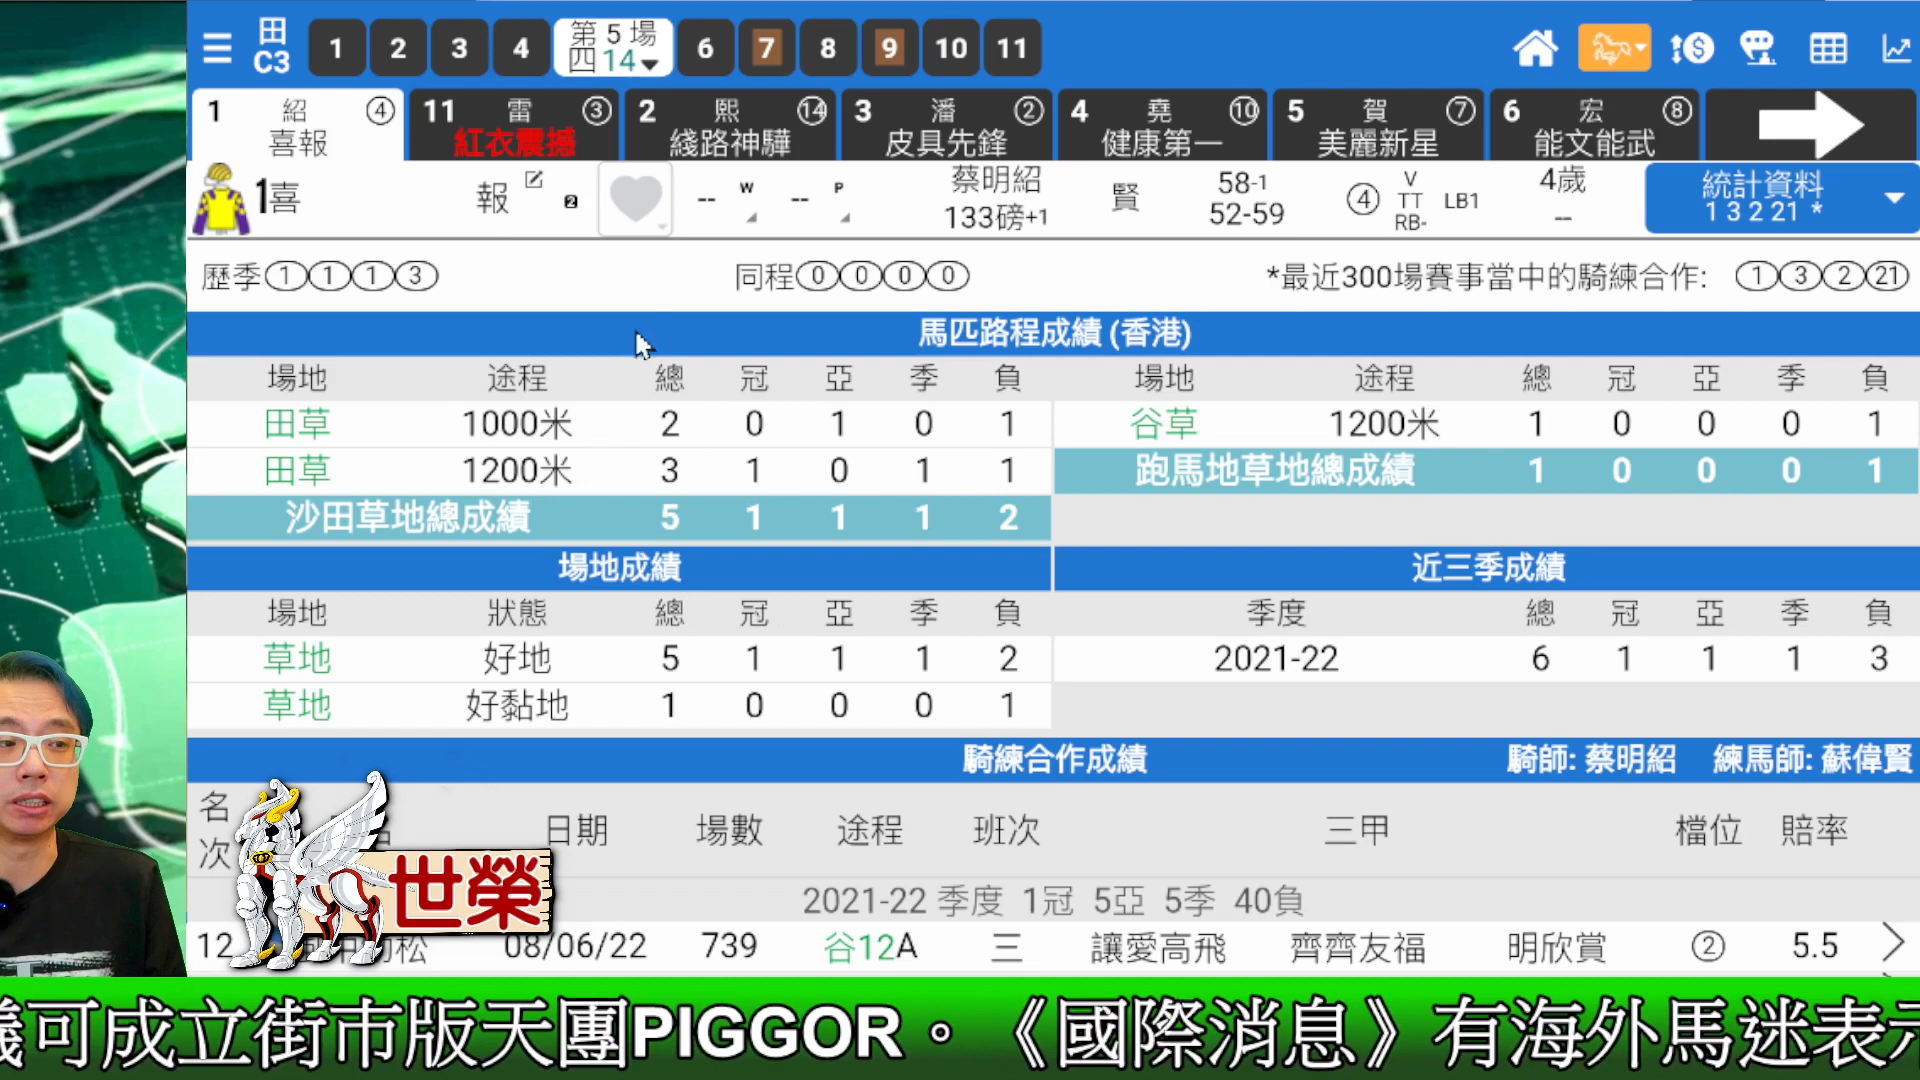 田 C3 1 2 3 4 第5場 四14 6 7 8 9 10 11
1 紹 ④ 喜報
11 雷 ③ 紅衣震撼
2 熙 ⑭ 綫路神驊
3 潘 ② 皮具先鋒
4 堯 ⑩ 健康第一
5 賀 ⑦ 美麗新星
6 宏 ⑧ 能文能武
1 喜報 2 -- W -- P 蔡明紹 133磅+1 賢 58-1 52-59 ④ V TT RB- LB1 4歲 -- 統計資料 1 3 2 21 *
歷季①①①③ 同程⓪⓪⓪⓪ *最近300場賽事當中的騎練合作: ①③②㉑
馬匹路程成績 (香港)
場地 途程 總 冠 亞 季 負 場地 途程 總 冠 亞 季 負
田草 1000米 2 0 1 0 1 谷草 1200米 1 0 0 0 1
田草 1200米 3 1 0 1 1 跑馬地草地總成績 1 0 0 0 1
沙田草地總成績 5 1 1 1 2
場地成績 近三季成績
場地 狀態 總 冠 亞 季 負 季度 總 冠 亞 季 負
草地 好地 5 1 1 1 2 2021-22 6 1 1 1 3
草地 好黏地 1 0 0 0 1
騎練合作成績 騎師: 蔡明紹 練馬師: 蘇偉賢
名次 日期 場數 途程 班次 三甲 檔位 賠率
2021-22 季度 1冠 5亞 5季 40負
12 松 08/06/22 739 谷12A 三 讓愛高飛 齊齊友福 明欣賞 ② 5.5
世榮
議可成立街市版天團PIGGOR。《國際消息》有海外馬迷表示